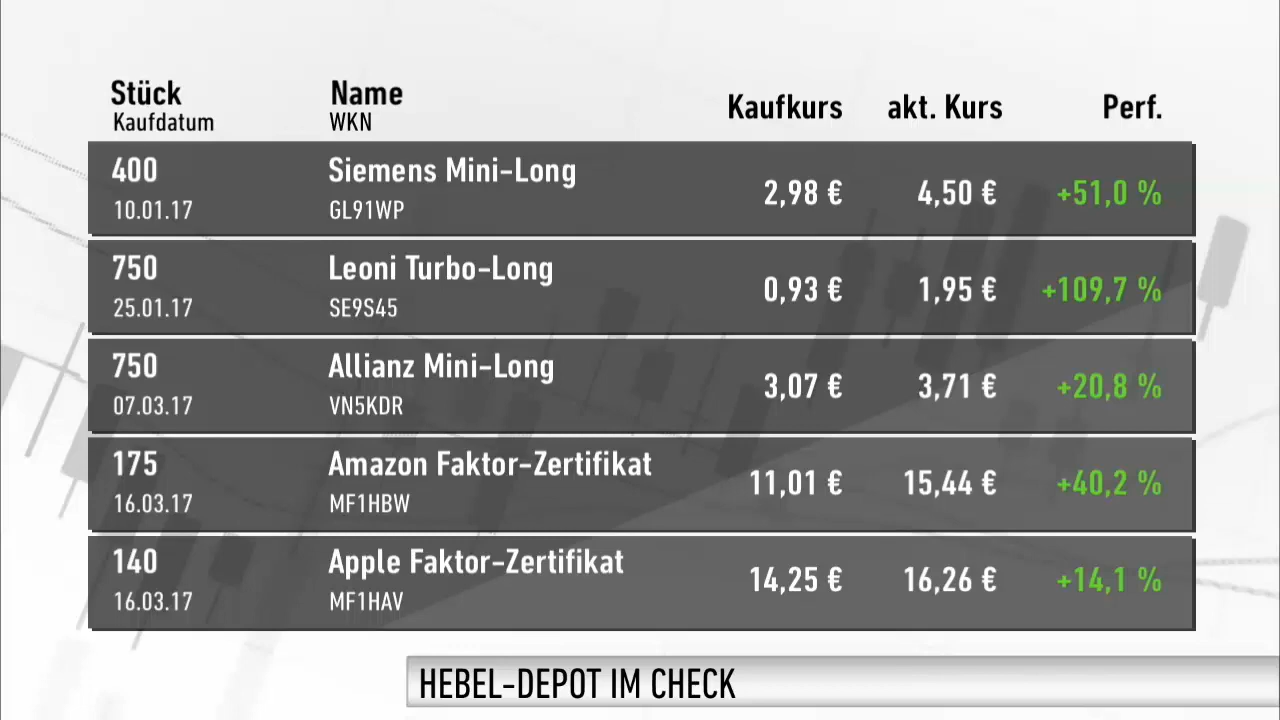 Stück Name Kaufkurs akt. Kurs Perf.
Kaufdatum WKN
400 Siemens Mini-Long 2,98 € 4,50 € +51,0 %
10.01.17 GL91WP
750 Leoni Turbo-Long 0,93 € 1,95 € +109,7 %
25.01.17 SE9S45
750 Allianz Mini-Long 3,07 € 3,71 € +20,8 %
07.03.17 VN5KDR
175 Amazon Faktor-Zertifikat 11,01 € 15,44 € +40,2 %
16.03.17 MF1HBW
140 Apple Faktor-Zertifikat 14,25 € 16,26 € +14,1 %
16.03.17 MF1HAV
HEBEL-DEPOT IM CHECK